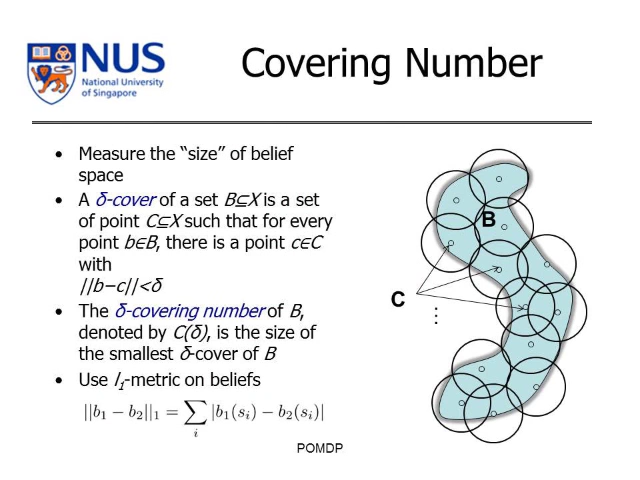 NUS
National University
of Singapore
Covering Number
• Measure the “size” of belief
space
• A δ-cover of a set B⊆X is a set
of point C⊆X such that for every
point b∈B, there is a point c∈C
with
||b−c||<δ
• The δ-covering number of B,
denoted by C(δ), is the size of
the smallest δ-cover of B
• Use l₁-metric on beliefs
||b₁ − b₂||₁ = ∑ᵢ |b₁(sᵢ) − b₂(sᵢ)|
B
C
⋮
POMDP